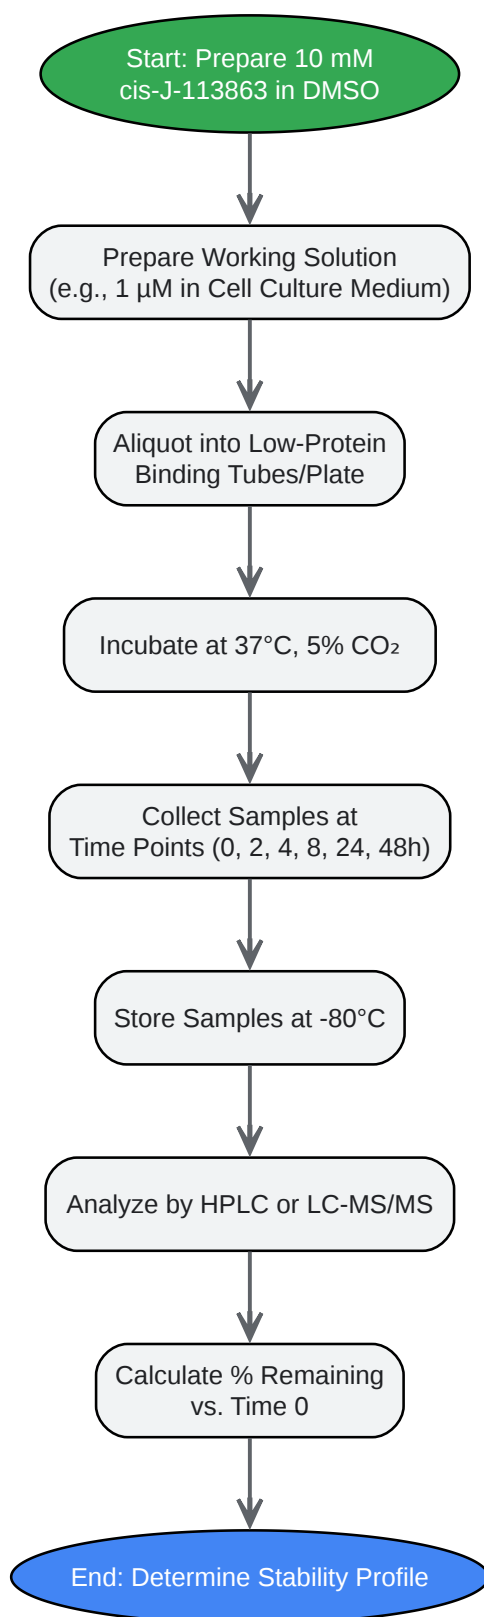 Start: Prepare 10 mM
cis-J-113863 in DMSO
Prepare Working Solution
(e.g., 1 µM in Cell Culture Medium)
Aliquot into Low-Protein
Binding Tubes/Plate
Incubate at 37°C, 5% CO₂
Collect Samples at
Time Points (0, 2, 4, 8, 24, 48h)
Store Samples at -80°C
Analyze by HPLC or LC-MS/MS
Calculate % Remaining
vs. Time 0
End: Determine Stability Profile